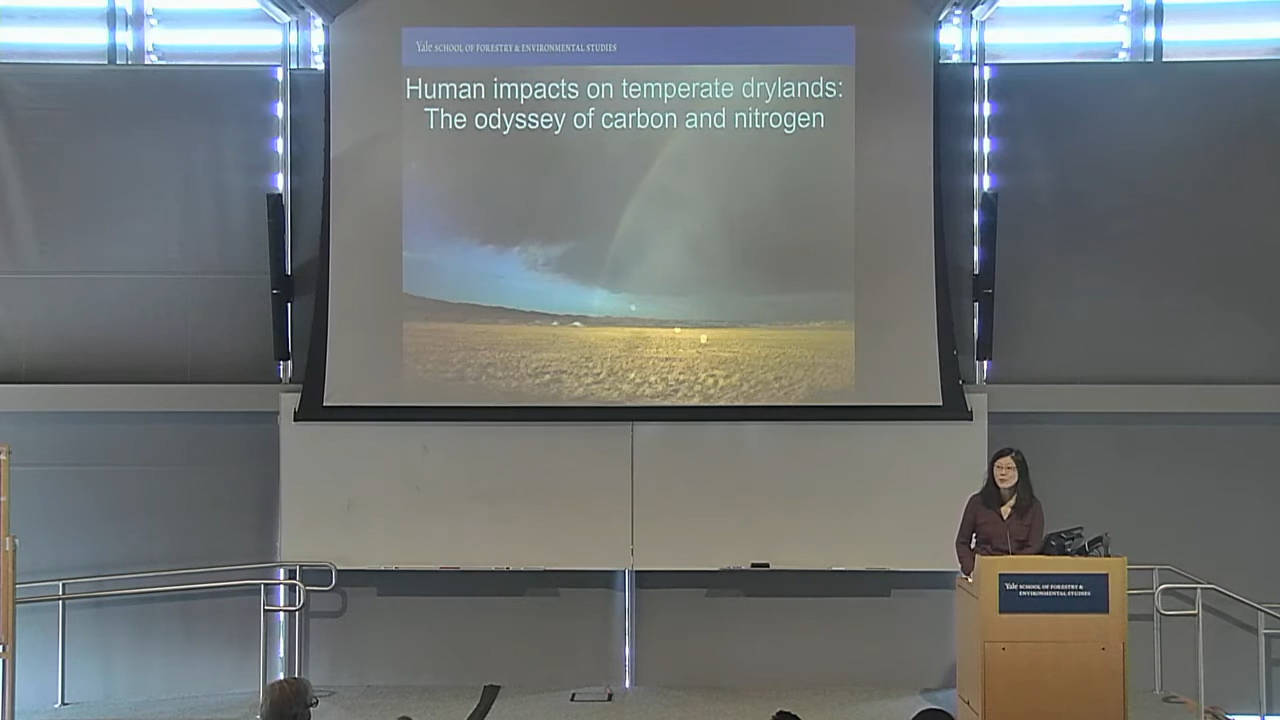 Yale SCHOOL OF FORESTRY & ENVIRONMENTAL STUDIES
Human impacts on temperate drylands:
The odyssey of carbon and nitrogen
Yale SCHOOL OF FORESTRY &
ENVIRONMENTAL STUDIES